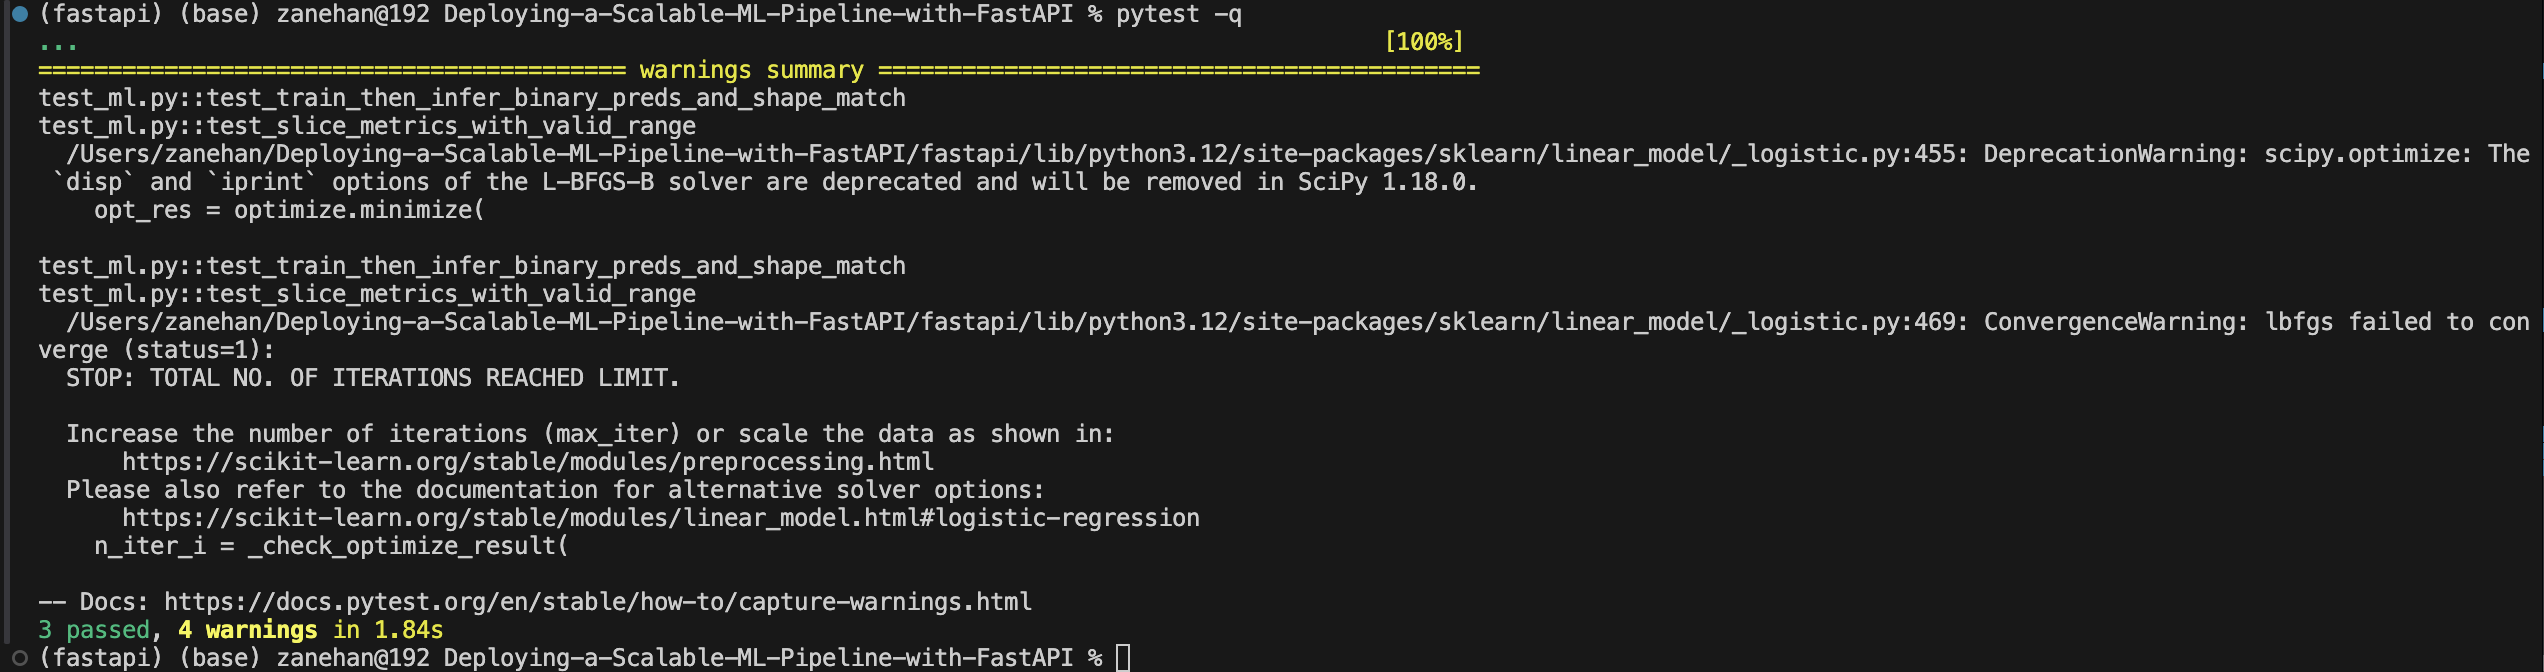 (fastapi) (base) zanehan@192 Deploying-a-Scalable-ML-Pipeline-with-FastAPI % pytest -q
... [100%]
========================================== warnings summary ===========================================
test_ml.py::test_train_then_infer_binary_preds_and_shape_match
test_ml.py::test_slice_metrics_with_valid_range
  /Users/zanehan/Deploying-a-Scalable-ML-Pipeline-with-FastAPI/fastapi/lib/python3.12/site-packages/sklearn/linear_model/_logistic.py:455: DeprecationWarning: scipy.optimize: The
 `disp` and `iprint` options of the L-BFGS-B solver are deprecated and will be removed in SciPy 1.18.0.
    opt_res = optimize.minimize(

test_ml.py::test_train_then_infer_binary_preds_and_shape_match
test_ml.py::test_slice_metrics_with_valid_range
  /Users/zanehan/Deploying-a-Scalable-ML-Pipeline-with-FastAPI/fastapi/lib/python3.12/site-packages/sklearn/linear_model/_logistic.py:469: ConvergenceWarning: lbfgs failed to con
verge (status=1):
  STOP: TOTAL NO. OF ITERATIONS REACHED LIMIT.

  Increase the number of iterations (max_iter) or scale the data as shown in:
      https://scikit-learn.org/stable/modules/preprocessing.html
  Please also refer to the documentation for alternative solver options:
      https://scikit-learn.org/stable/modules/linear_model.html#logistic-regression
    n_iter_i = _check_optimize_result(

-- Docs: https://docs.pytest.org/en/stable/how-to/capture-warnings.html
3 passed, 4 warnings in 1.84s
(fastapi) (base) zanehan@192 Deploying-a-Scalable-ML-Pipeline-with-FastAPI %